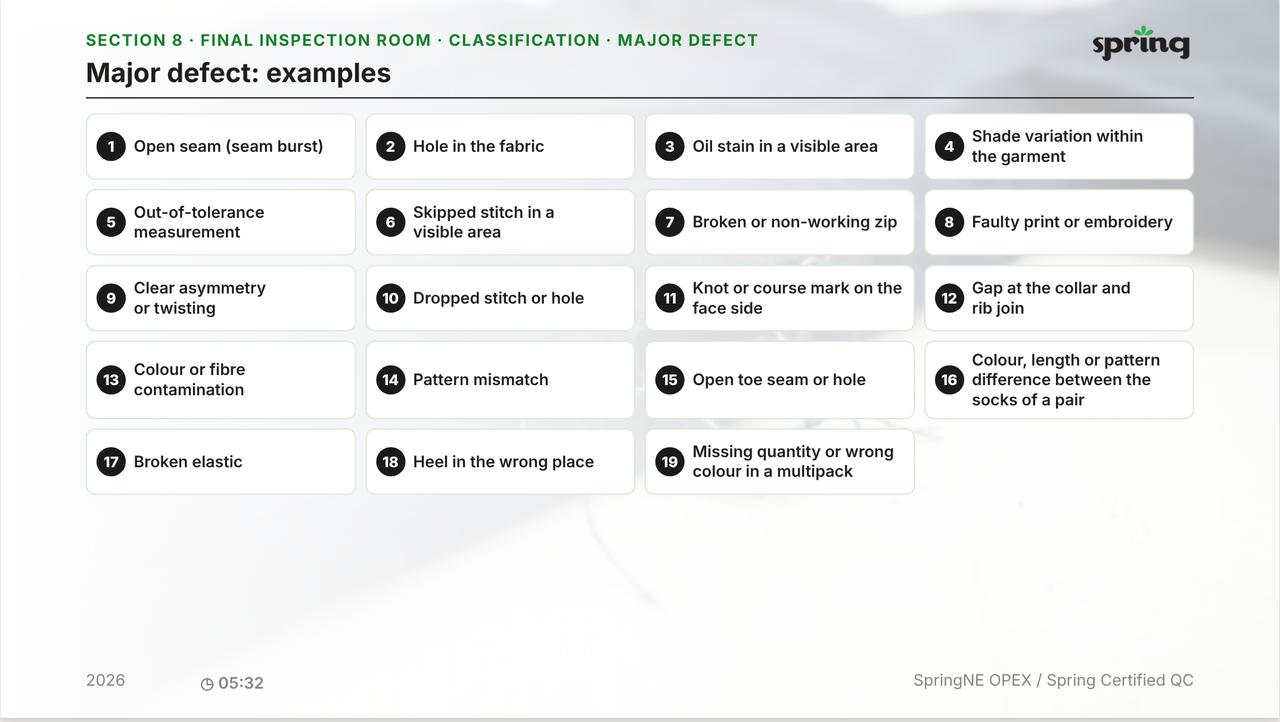 SECTION 8 · FINAL INSPECTION ROOM · CLASSIFICATION · MAJOR DEFECT
spring
Major defect: examples
1 Open seam (seam burst)
2 Hole in the fabric
3 Oil stain in a visible area
4 Shade variation within
the garment
5 Out-of-tolerance
measurement
6 Skipped stitch in a
visible area
7 Broken or non-working zip
8 Faulty print or embroidery
9 Clear asymmetry
or twisting
10 Dropped stitch or hole
11 Knot or course mark on the
face side
12 Gap at the collar and
rib join
13 Colour or fibre
contamination
14 Pattern mismatch
15 Open toe seam or hole
16 Colour, length or pattern
difference between the
socks of a pair
17 Broken elastic
18 Heel in the wrong place
19 Missing quantity or wrong
colour in a multipack
2026
05:32
SpringNE OPEX / Spring Certified QC